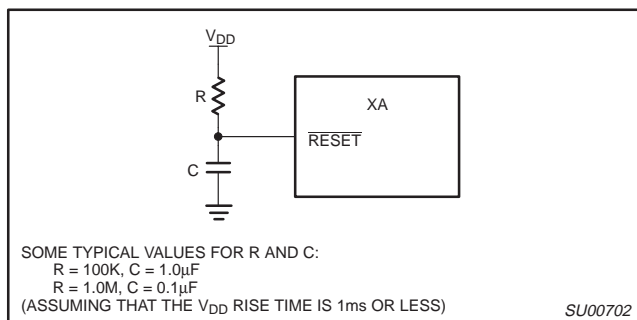 VDD
R
XA
RESET
C
SOME TYPICAL VALUES FOR R AND C:
R = 100K, C = 1.0μF
R = 1.0M, C = 0.1μF
(ASSUMING THAT THE VDD RISE TIME IS 1ms OR LESS)
SU00702